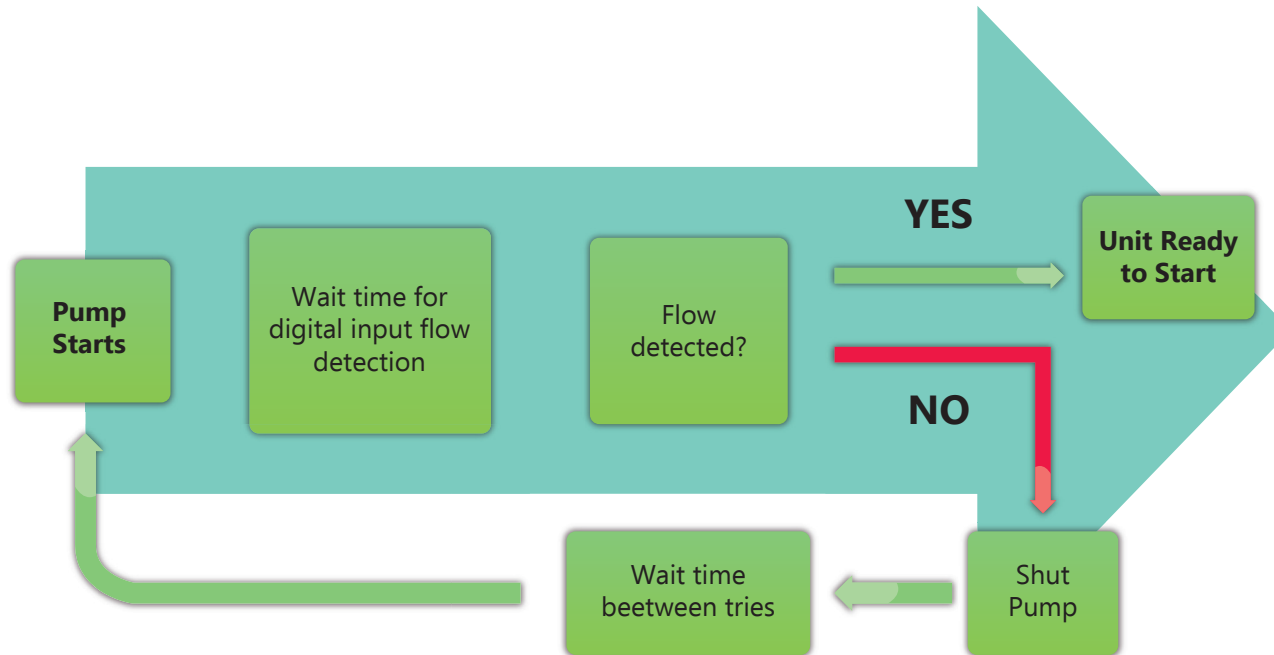 Pump
Starts
Wait time for
digital input flow
detection
Flow
detected?
YES
NO
Unit Ready
to Start
Shut
Pump
Wait time
beetween tries